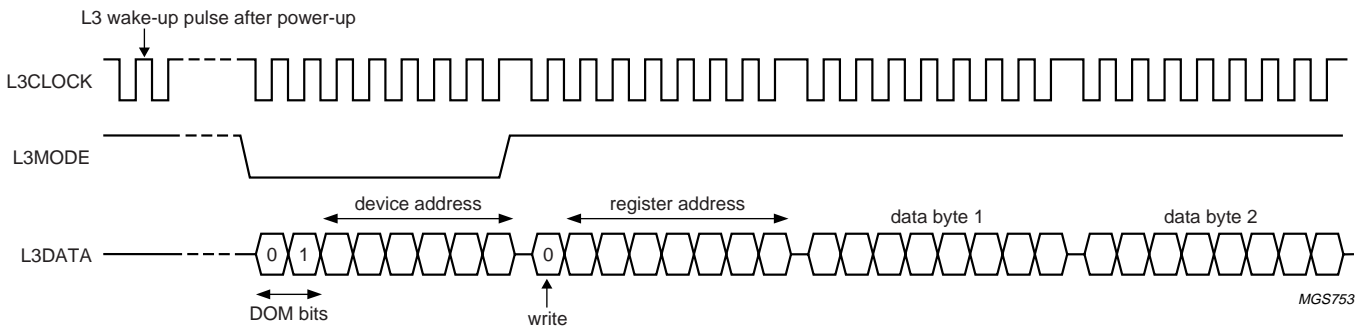 L3 wake-up pulse after power-up
L3CLOCK
L3MODE
device address
register address
data byte 1
data byte 2
L3DATA
0
1
0
DOM bits
write
MGS753